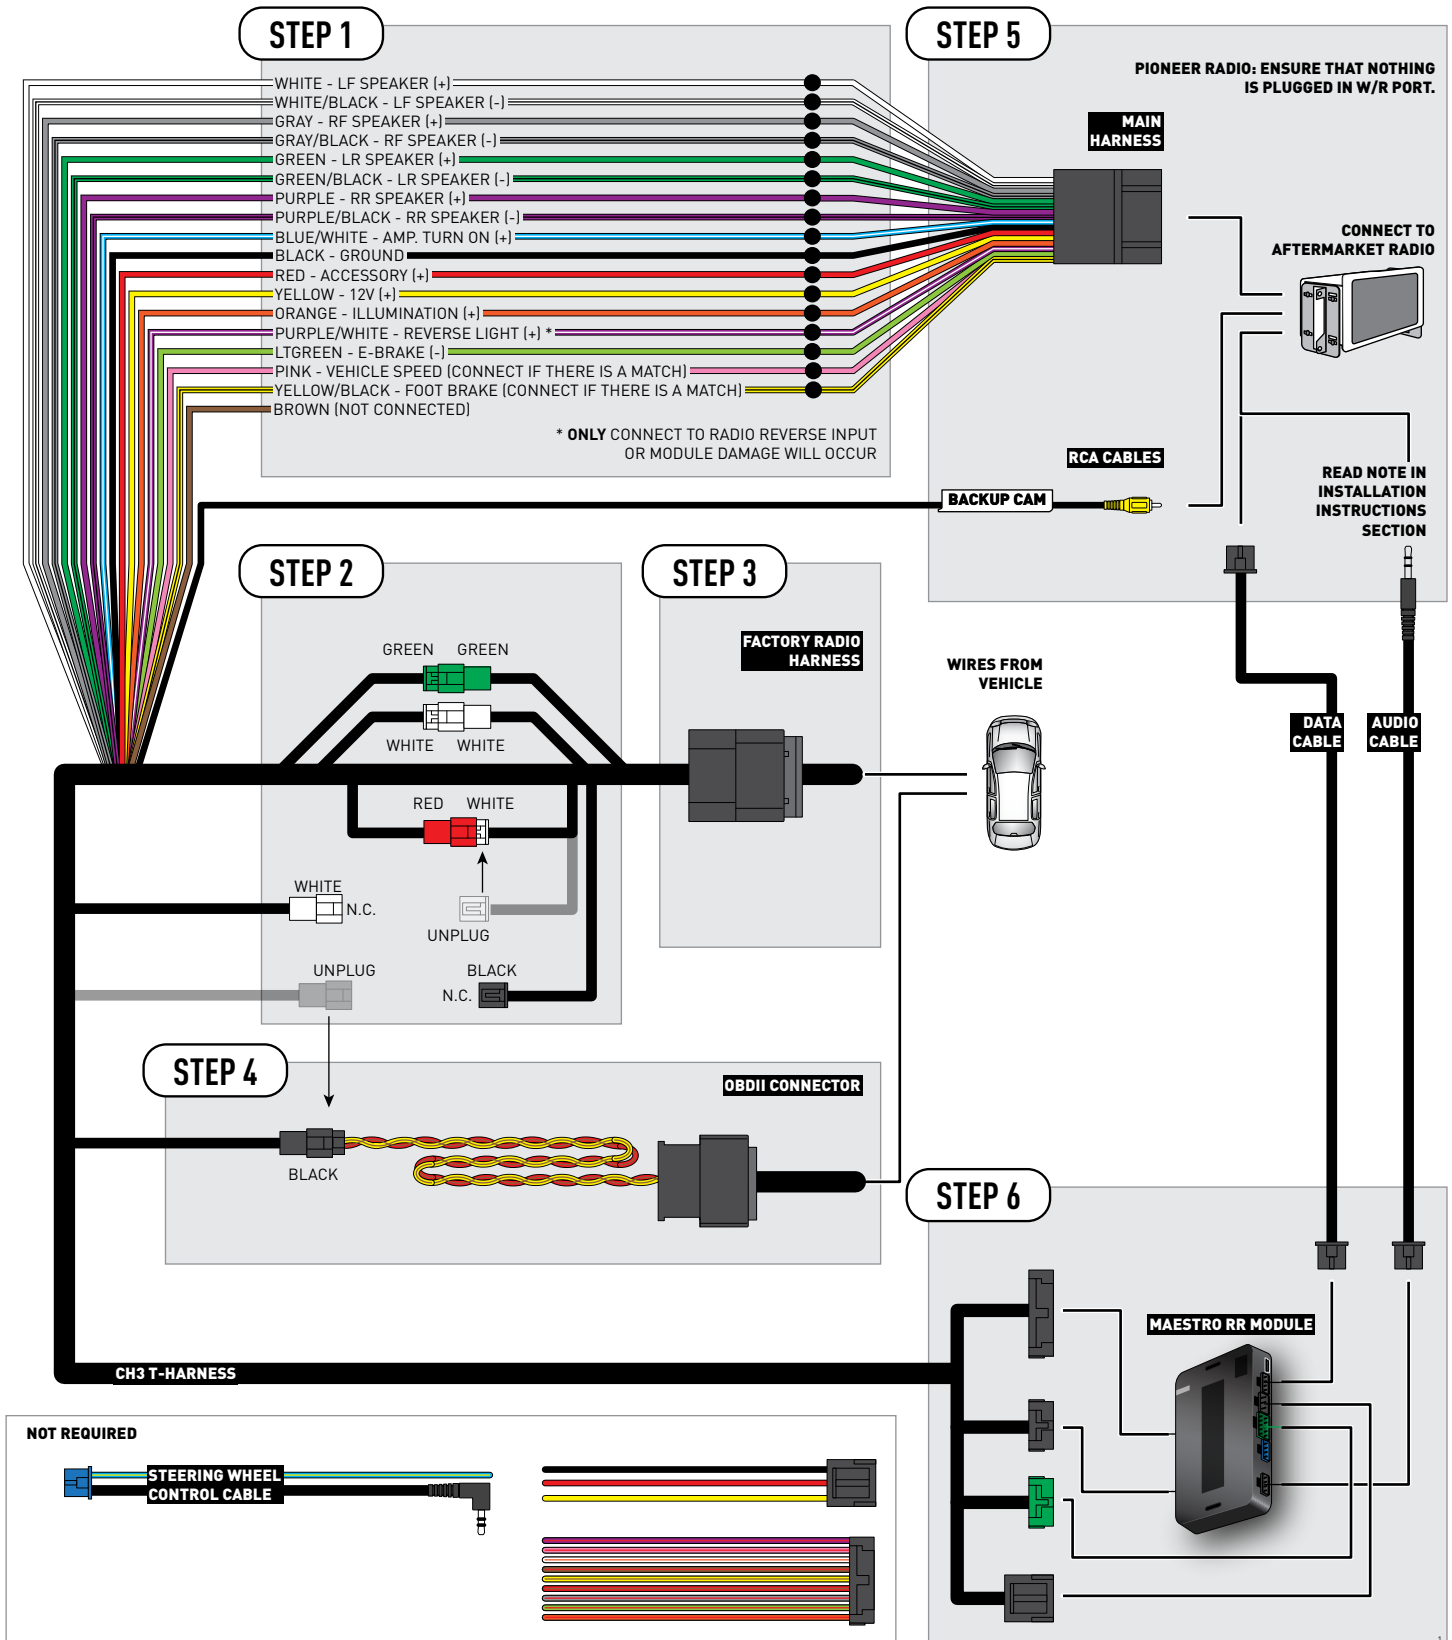 STEP 1
WHITE - LF SPEAKER (+)
WHITE/BLACK - LF SPEAKER (-)
GRAY - RF SPEAKER (+)
GRAY/BLACK - RF SPEAKER (-)
GREEN - LR SPEAKER (+)
GREEN/BLACK - LR SPEAKER (-)
PURPLE - RR SPEAKER (+)
PURPLE/BLACK - RR SPEAKER (-)
BLUE/WHITE - AMP. TURN ON (+)
BLACK - GROUND
RED - ACCESSORY (+)
YELLOW - 12V (+)
ORANGE - ILLUMINATION (+)
PURPLE/WHITE - REVERSE LIGHT (+) *
LTGREEN - E-BRAKE (-)
PINK - VEHICLE SPEED (CONNECT IF THERE IS A MATCH)
YELLOW/BLACK - FOOT BRAKE (CONNECT IF THERE IS A MATCH)
BROWN (NOT CONNECTED)
* ONLY CONNECT TO RADIO REVERSE INPUT
OR MODULE DAMAGE WILL OCCUR
STEP 5
PIONEER RADIO: ENSURE THAT NOTHING
IS PLUGGED IN W/R PORT.
MAIN
HARNESS
CONNECT TO
AFTERMARKET RADIO
RCA CABLES
BACKUP CAM
READ NOTE IN
INSTALLATION
INSTRUCTIONS
SECTION
STEP 2
GREEN GREEN
WHITE WHITE
RED WHITE
WHITE
N.C.
UNPLUG
UNPLUG
BLACK
N.C.
STEP 3
FACTORY RADIO
HARNESS
WIRES FROM
VEHICLE
DATA
CABLE
AUDIO
CABLE
STEP 4
OBDII CONNECTOR
BLACK
STEP 6
MAESTRO RR MODULE
CH3 T-HARNESS
NOT REQUIRED
STEERING WHEEL
CONTROL CABLE